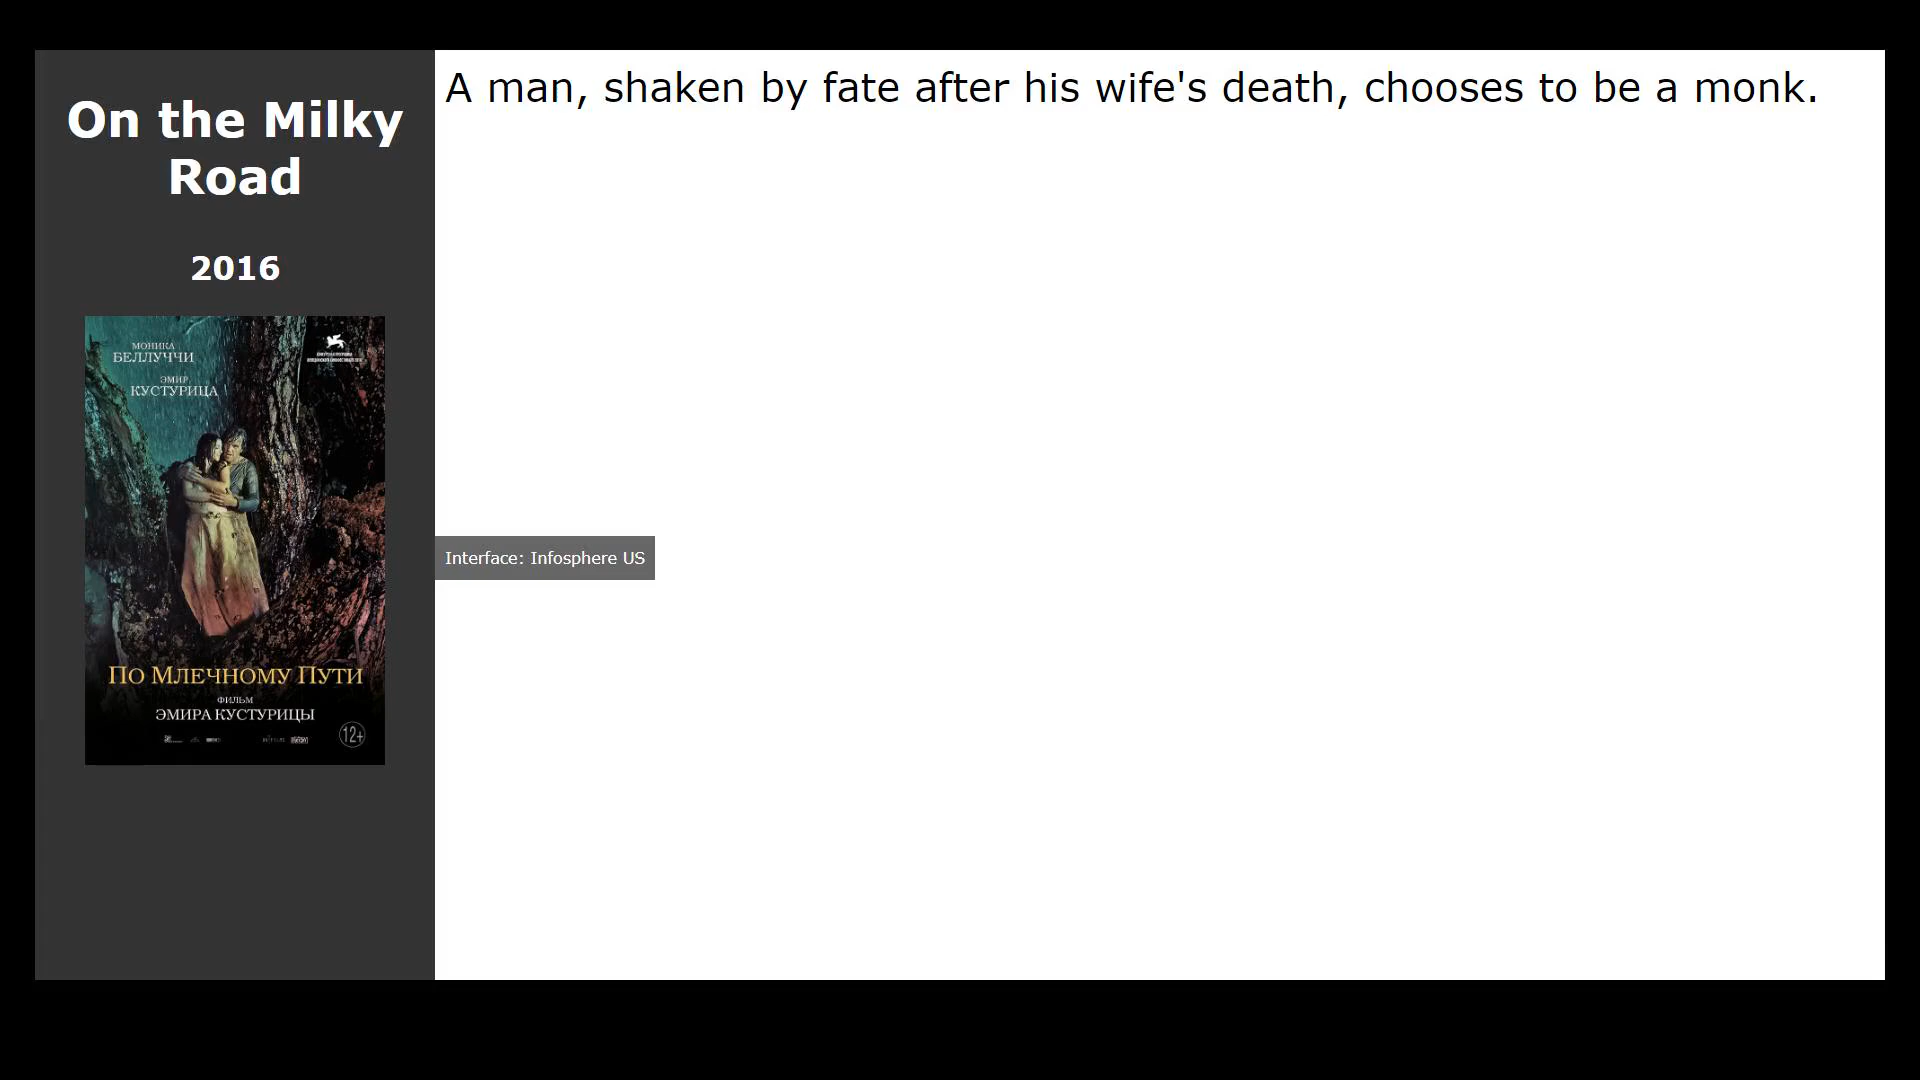 On the Milky
Road
2016
МОНИКА
БЕЛЛУЧЧИ
ЭМИР
КУСТУРИЦА
ПО МЛЕЧНОМУ ПУТИ
ФИЛЬМ
ЭМИРА КУСТУРИЦЫ
12+
A man, shaken by fate after his wife's death, chooses to be a monk.
Interface: Infosphere US